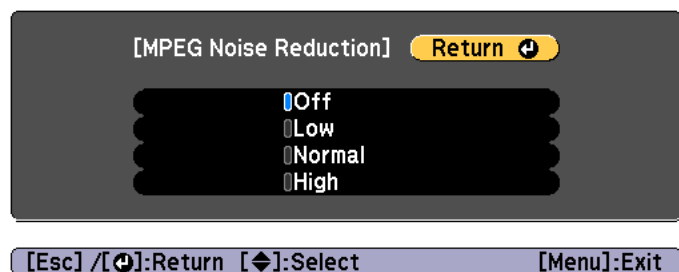 [MPEG Noise Reduction] Return
Off
Low
Normal
High
[Esc] /[⏎]:Return [◆]:Select [Menu]:Exit